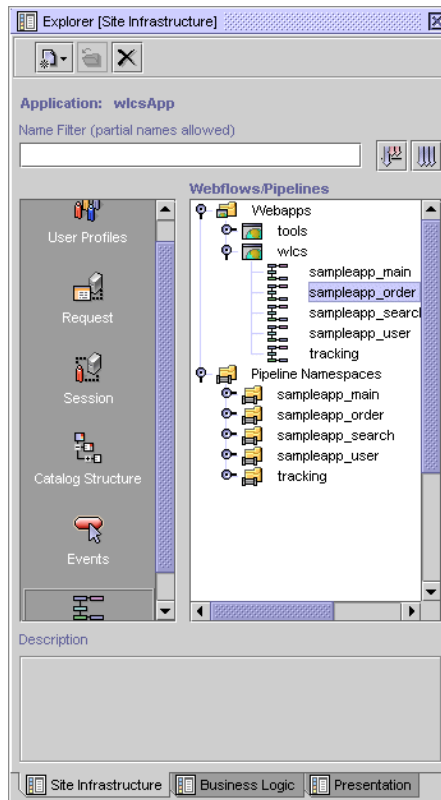 Explorer [Site Infrastructure]
Application: wlcsApp
Name Filter (partial names allowed)
Webflows/Pipelines
User Profiles
Request
Session
Catalog Structure
Events
Webapps
tools
wlcs
sampleapp_main
sampleapp_order
sampleapp_searcl
sampleapp_user
tracking
Pipeline Namespaces
sampleapp_main
sampleapp_order
sampleapp_search
sampleapp_user
tracking
Description
Site Infrastructure
Business Logic
Presentation